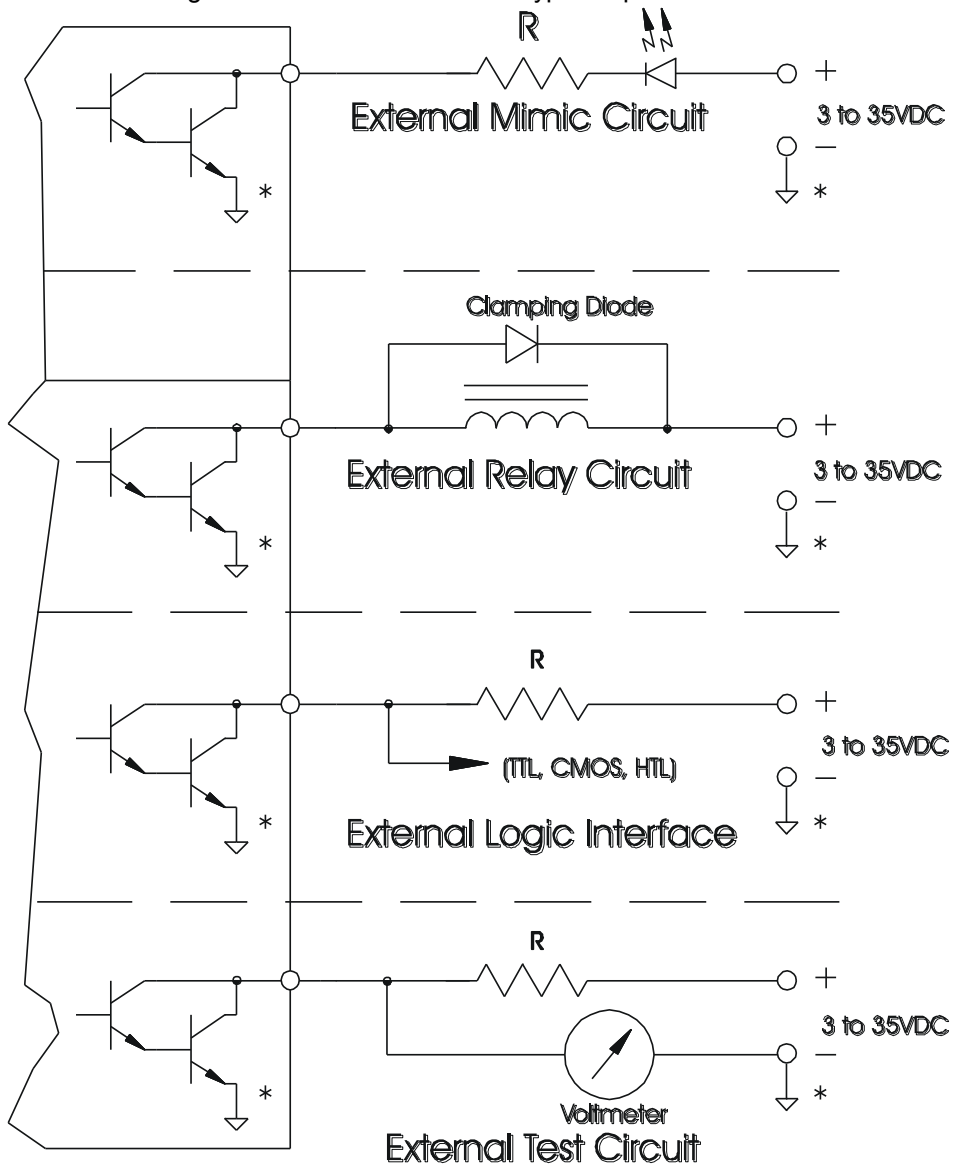 R
External Mimic Circuit
+
3 to 35VDC
−
*
*
Clamping Diode
External Relay Circuit
+
3 to 35VDC
−
*
*
R
+
3 to 35VDC
(TTL, CMOS, HTL)
−
External Logic Interface
*
*
R
+
3 to 35VDC
−
*
*
Voltmeter
External Test Circuit